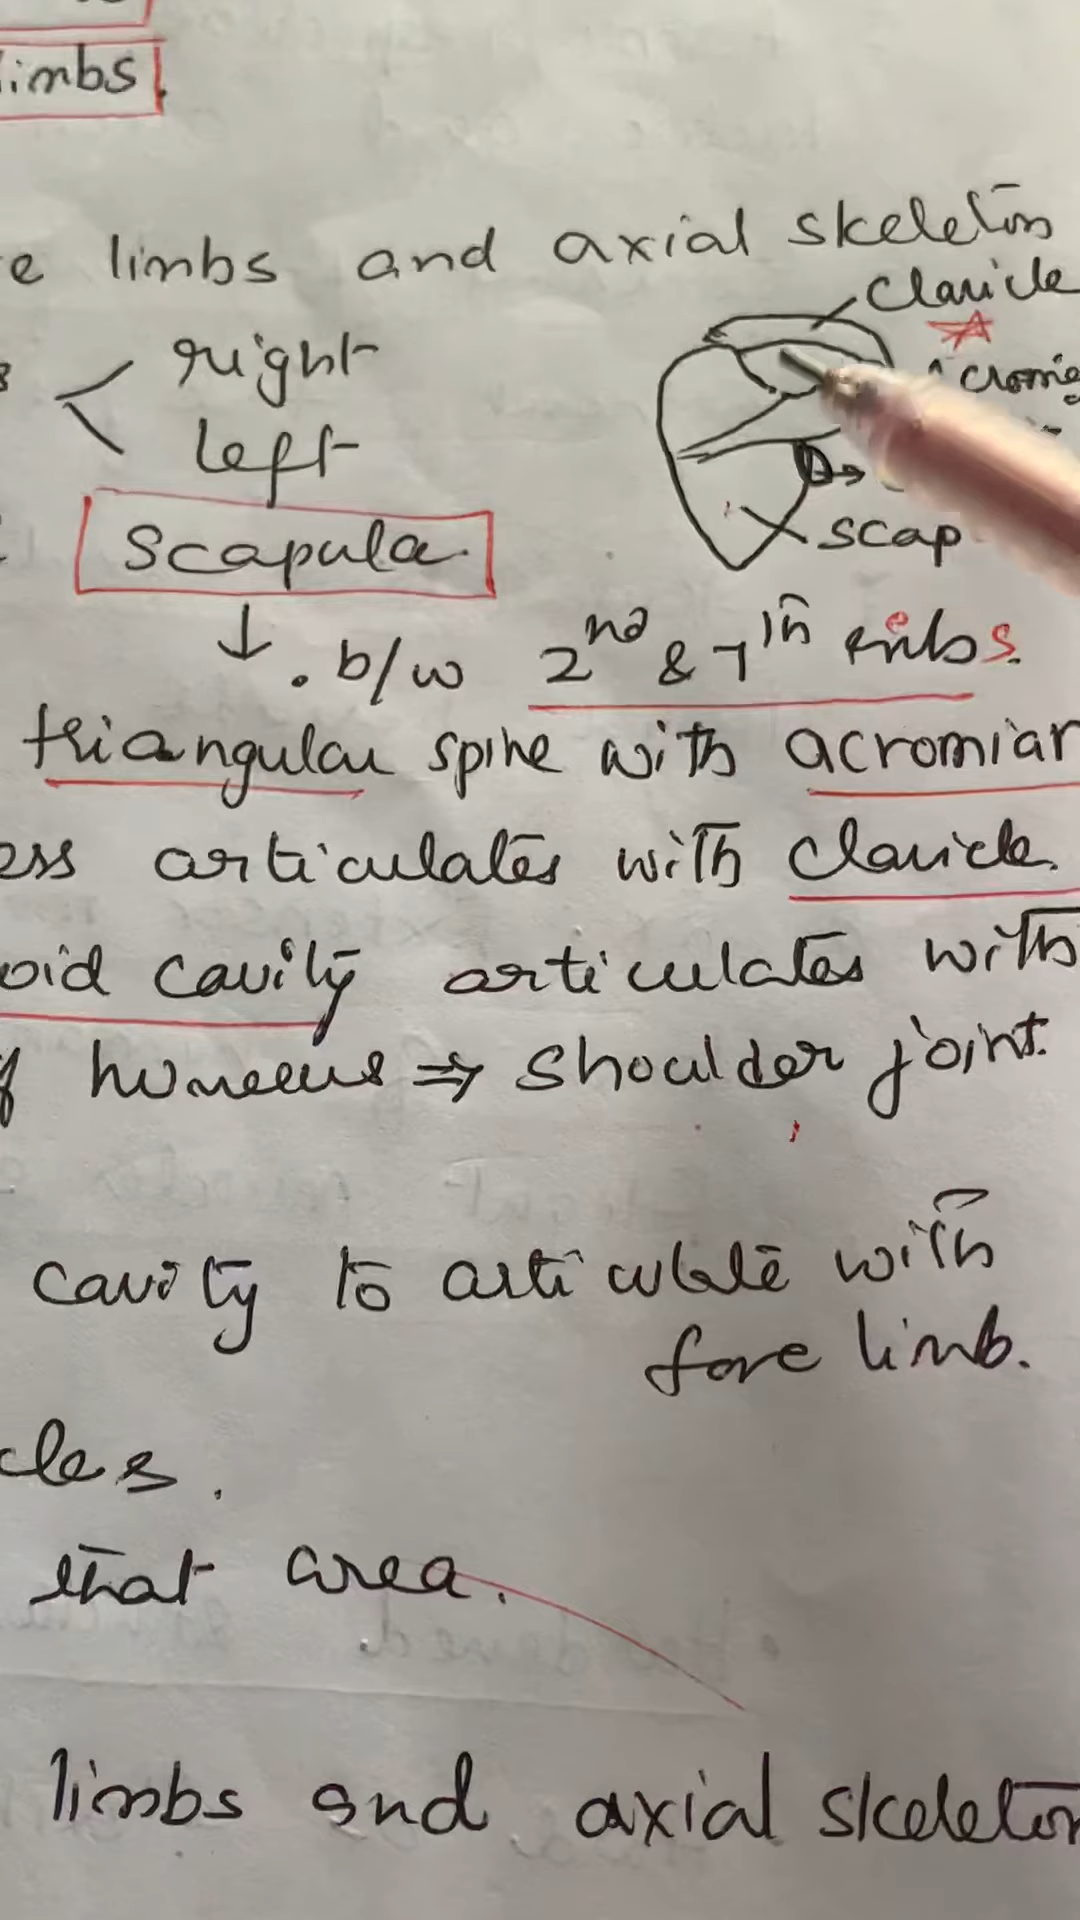 limbs.
e limbs and axial skeleton
Clavicle
right
left
Scapula.
scap
. b/w 2nd & 7th ribs.
triangular spine with acromian
ess articulates with clavicle.
oid cavity articulates with
humerus ⇒ shoulder joint.
cavity to articulate with
fore limb.
cles.
that area.
limbs and axial skeleton